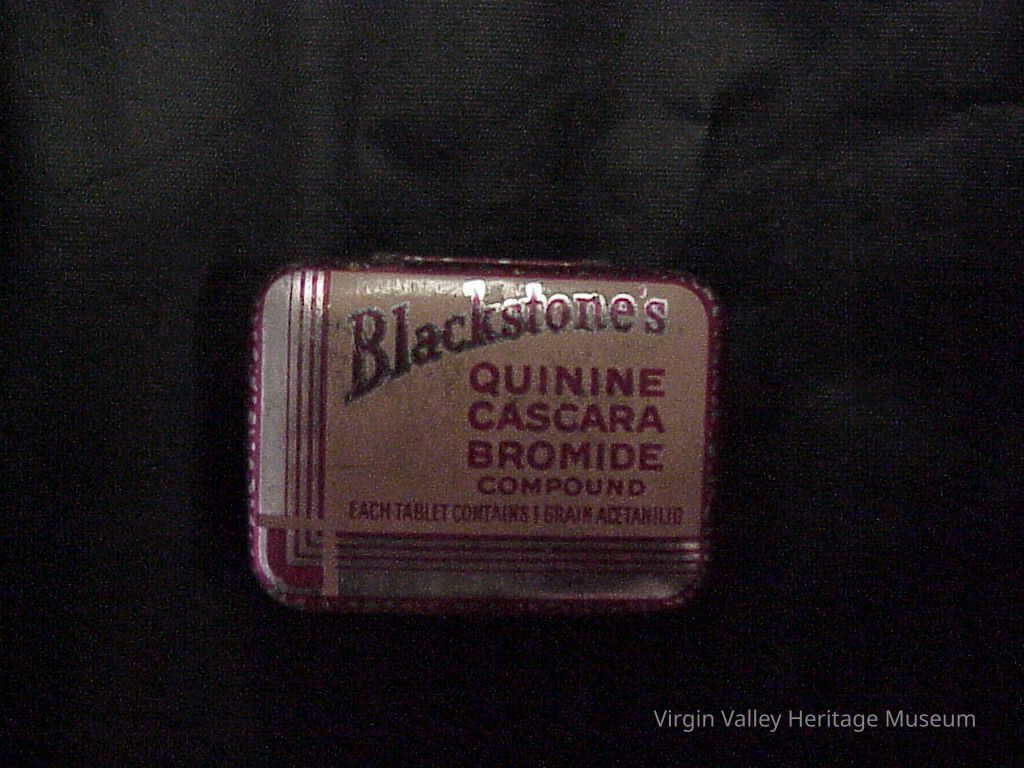 Blackstone's
QUININE
CASCARA
BROMIDE
COMPOUND
EACH TABLET CONTAINS 1 GRAIN ACETANILID
Virgin Valley Heritage Museum